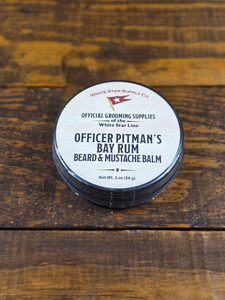 White Star Supply Co
OFFICIAL GROOMING SUPPLIES
of the
White Star Line
OFFICER PITMAN'S
BAY RUM
BEARD & MUSTACHE BALM
Net WT. 2 oz (56 g)